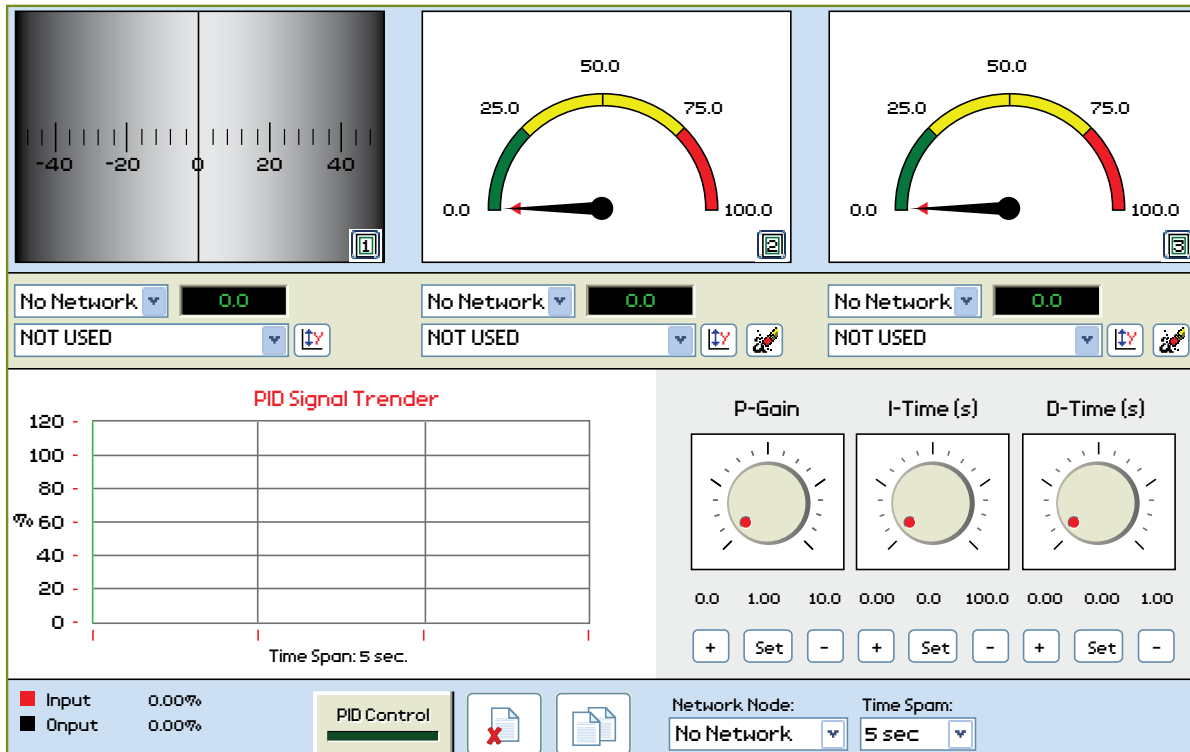 50.0 50.0
25.0 75.0 25.0 75.0
-40 -20 0 20 40
0.0 100.0 0.0 100.0
1 2 3
No Network 0.0 No Network 0.0 No Network 0.0
NOT USED Y NOT USED Y NOT USED Y
PID Signal Trender
120
100
80
% 60
40
20
0
Time Span: 5 sec.
P-Gain I-Time (s) D-Time (s)
0.0 1.00 10.0 0.00 0.0 100.0 0.00 0.00 1.00
+ Set - + Set - + Set -
Input 0.00%
Onput 0.00%
PID Control
Network Node: Time Spam:
No Network 5 sec